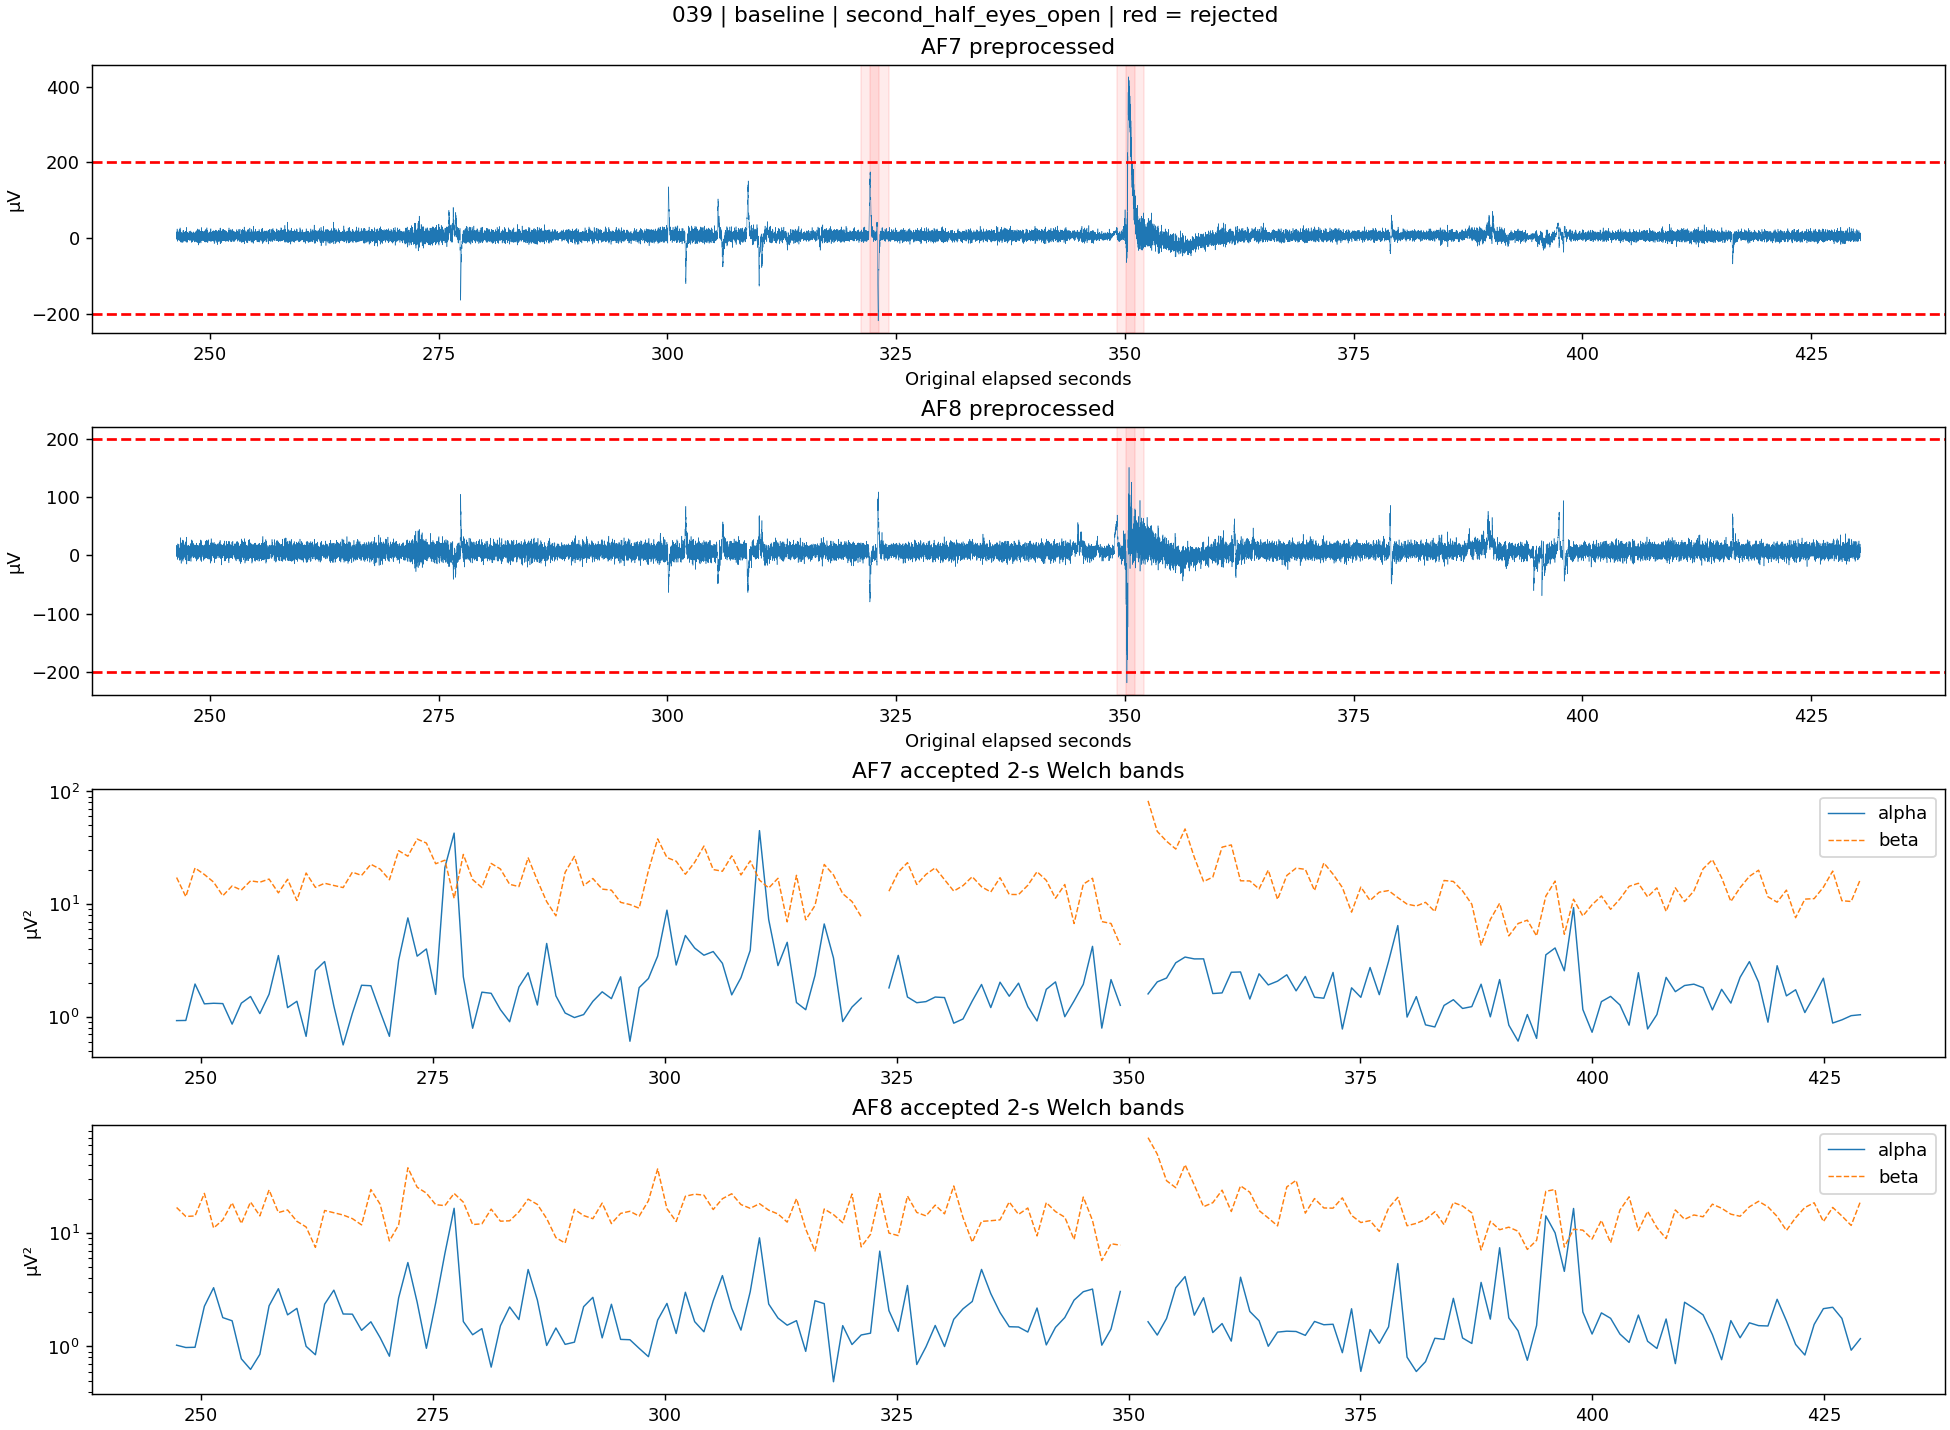 039 | baseline | second_half_eyes_open | red = rejected
AF7 preprocessed
400
200
0
−200
µV
250 275 300 325 350 375 400 425
Original elapsed seconds
AF8 preprocessed
200
100
0
−100
−200
µV
250 275 300 325 350 375 400 425
Original elapsed seconds
AF7 accepted 2-s Welch bands
10²
10¹
10⁰
µV²
alpha
beta
250 275 300 325 350 375 400 425
AF8 accepted 2-s Welch bands
10¹
10⁰
µV²
alpha
beta
250 275 300 325 350 375 400 425